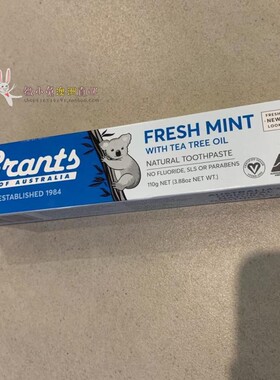 FRESH
NEW
LOOK
FRESH MINT
WITH TEA TREE OIL
NATURAL TOOTHPASTE
NO FLUORIDE, SLS OR PARABENS
110g NET (3.88oz NET WT.)
Grants
OF AUSTRALIA
ESTABLISHED 1984